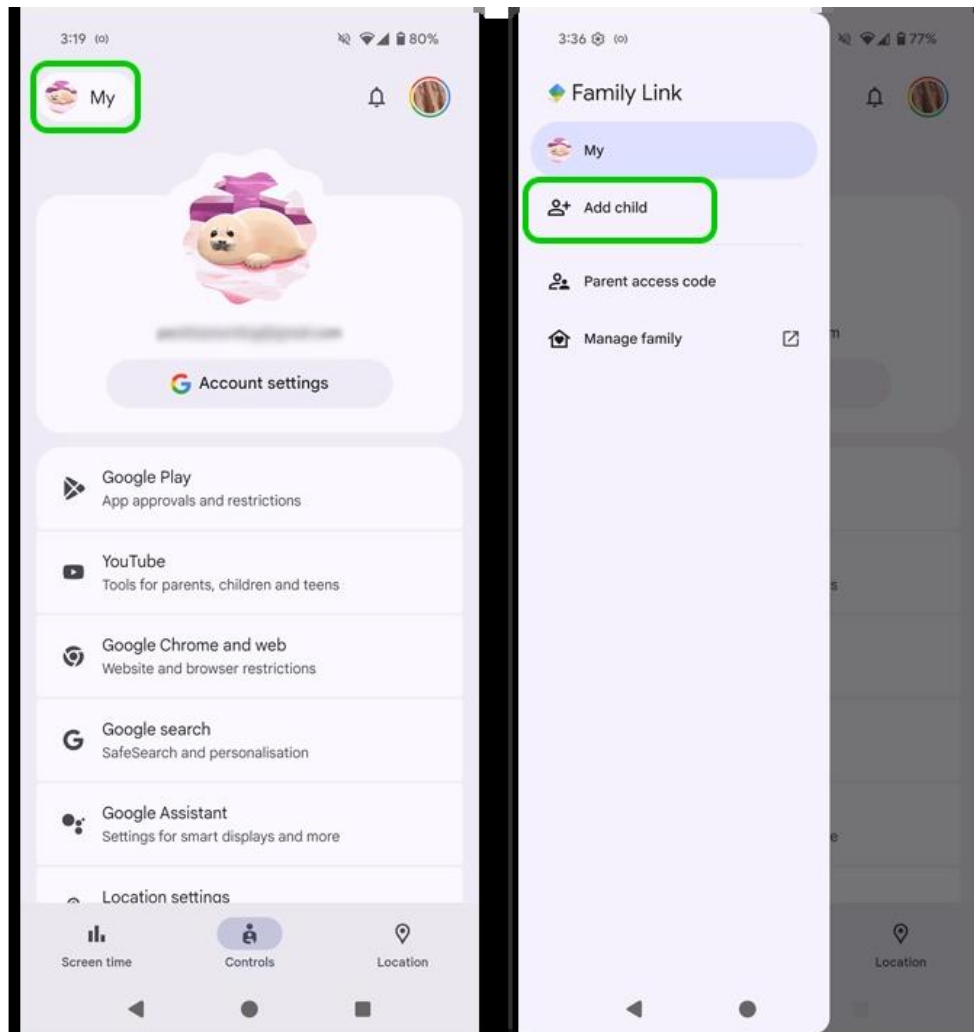 3:19
80%
My
Account settings
Google Play
App approvals and restrictions
YouTube
Tools for parents, children and teens
Google Chrome and web
Website and browser restrictions
Google search
SafeSearch and personalisation
Google Assistant
Settings for smart displays and more
Location settings
Screen time
Controls
Location
3:36
77%
Family Link
My
Add child
Parent access code
Manage family
m
s
e
Location